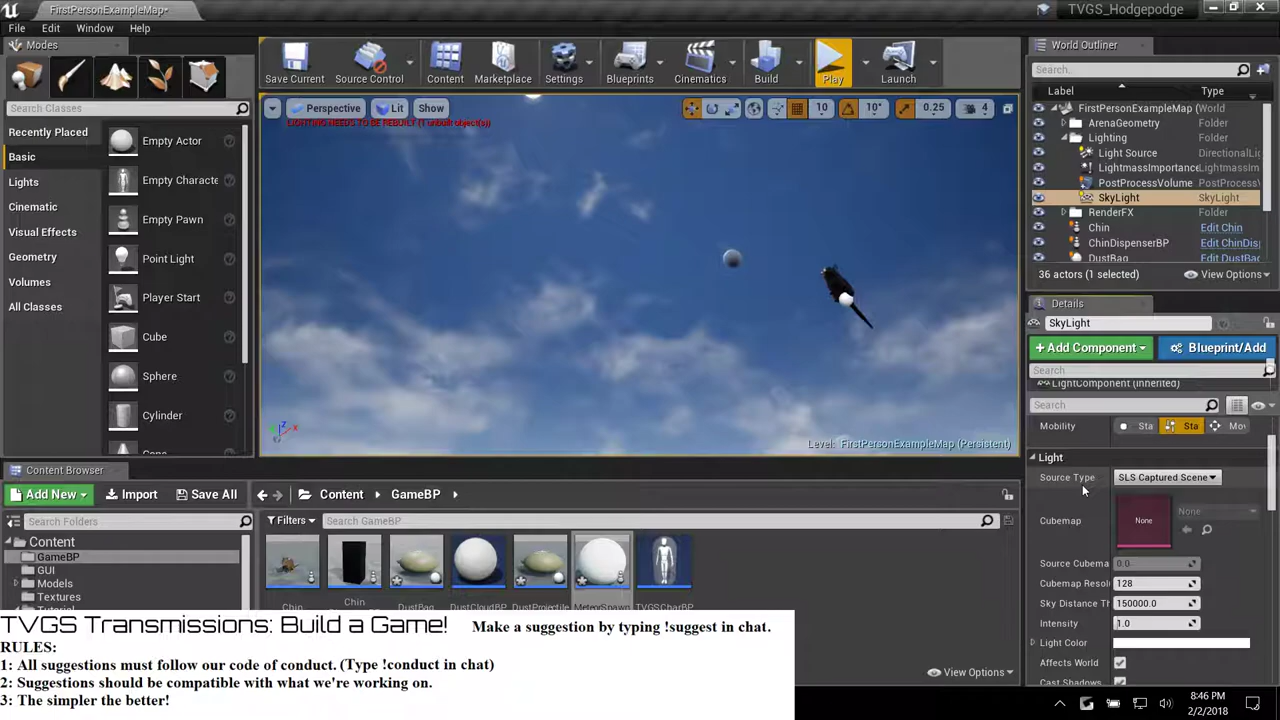 FirstPersonExampleMap*
TVGS_Hodgepodge
File Edit Window Help
Modes
Search Classes
Recently Placed
Basic
Lights
Cinematic
Visual Effects
Geometry
Volumes
All Classes
Empty Actor
Empty Characte
Empty Pawn
Point Light
Player Start
Cube
Sphere
Cylinder
Save Current Source Control Content Marketplace Settings Blueprints Cinematics Build Play Launch
Perspective Lit Show 10 10° 0.25 4
LIGHTING NEEDS TO BE REBUILT (1 unbuilt object(s))
Level: FirstPersonExampleMap (Persistent)
World Outliner
Search..
Label Type
FirstPersonExampleMap ( World
ArenaGeometry Folder
Lighting Folder
Light Source DirectionalLig
LightmassImportance LightmassIm
PostProcessVolume PostProcessV
SkyLight SkyLight
RenderFX Folder
Chin Edit Chin
ChinDispenserBP Edit ChinDis
DustBag Edit DustBag
36 actors (1 selected) View Options
Details
SkyLight
+ Add Component Blueprint/Add
Search
LightComponent (Inherited)
Search
Mobility Sta Sta Mov
Light
Source Type SLS Captured Scene
Cubemap None None
Source Cubema 0.0
Cubemap Resol 128
Sky Distance Th 150000.0
Intensity 1.0
Light Color
Affects World
Cast Shadows
Content Browser
Add New Import Save All Content GameBP
Search Folders
Filters Search GameBP
Content
GameBP
GUI
Models
Textures
Tutorial
Chin
Chin
DustBag
DustCloudBP
DustProjectile
MeteorSpawn
TVGSCharBP
View Options
TVGS Transmissions: Build a Game! Make a suggestion by typing !suggest in chat.
RULES:
1: All suggestions must follow our code of conduct. (Type !conduct in chat)
2: Suggestions should be compatible with what we're working on.
3: The simpler the better!
8:46 PM
2/2/2018